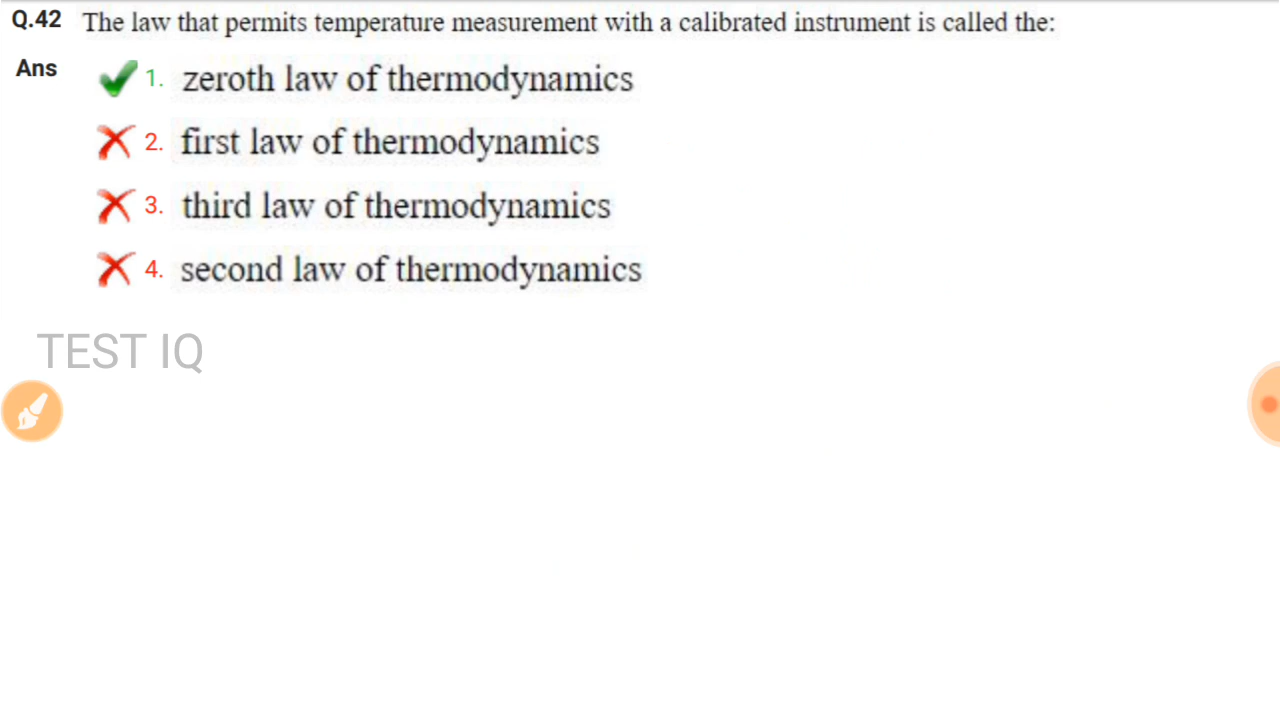 Q.42 The law that permits temperature measurement with a calibrated instrument is called the:
Ans 1. zeroth law of thermodynamics
2. first law of thermodynamics
3. third law of thermodynamics
4. second law of thermodynamics
TEST IQ